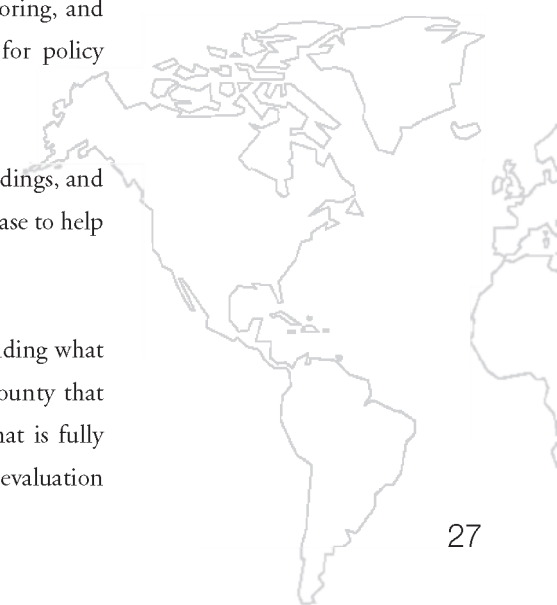 oring, and
for policy
dings, and
ase to help
ding what
ounty that
nat is fully
evaluation
27